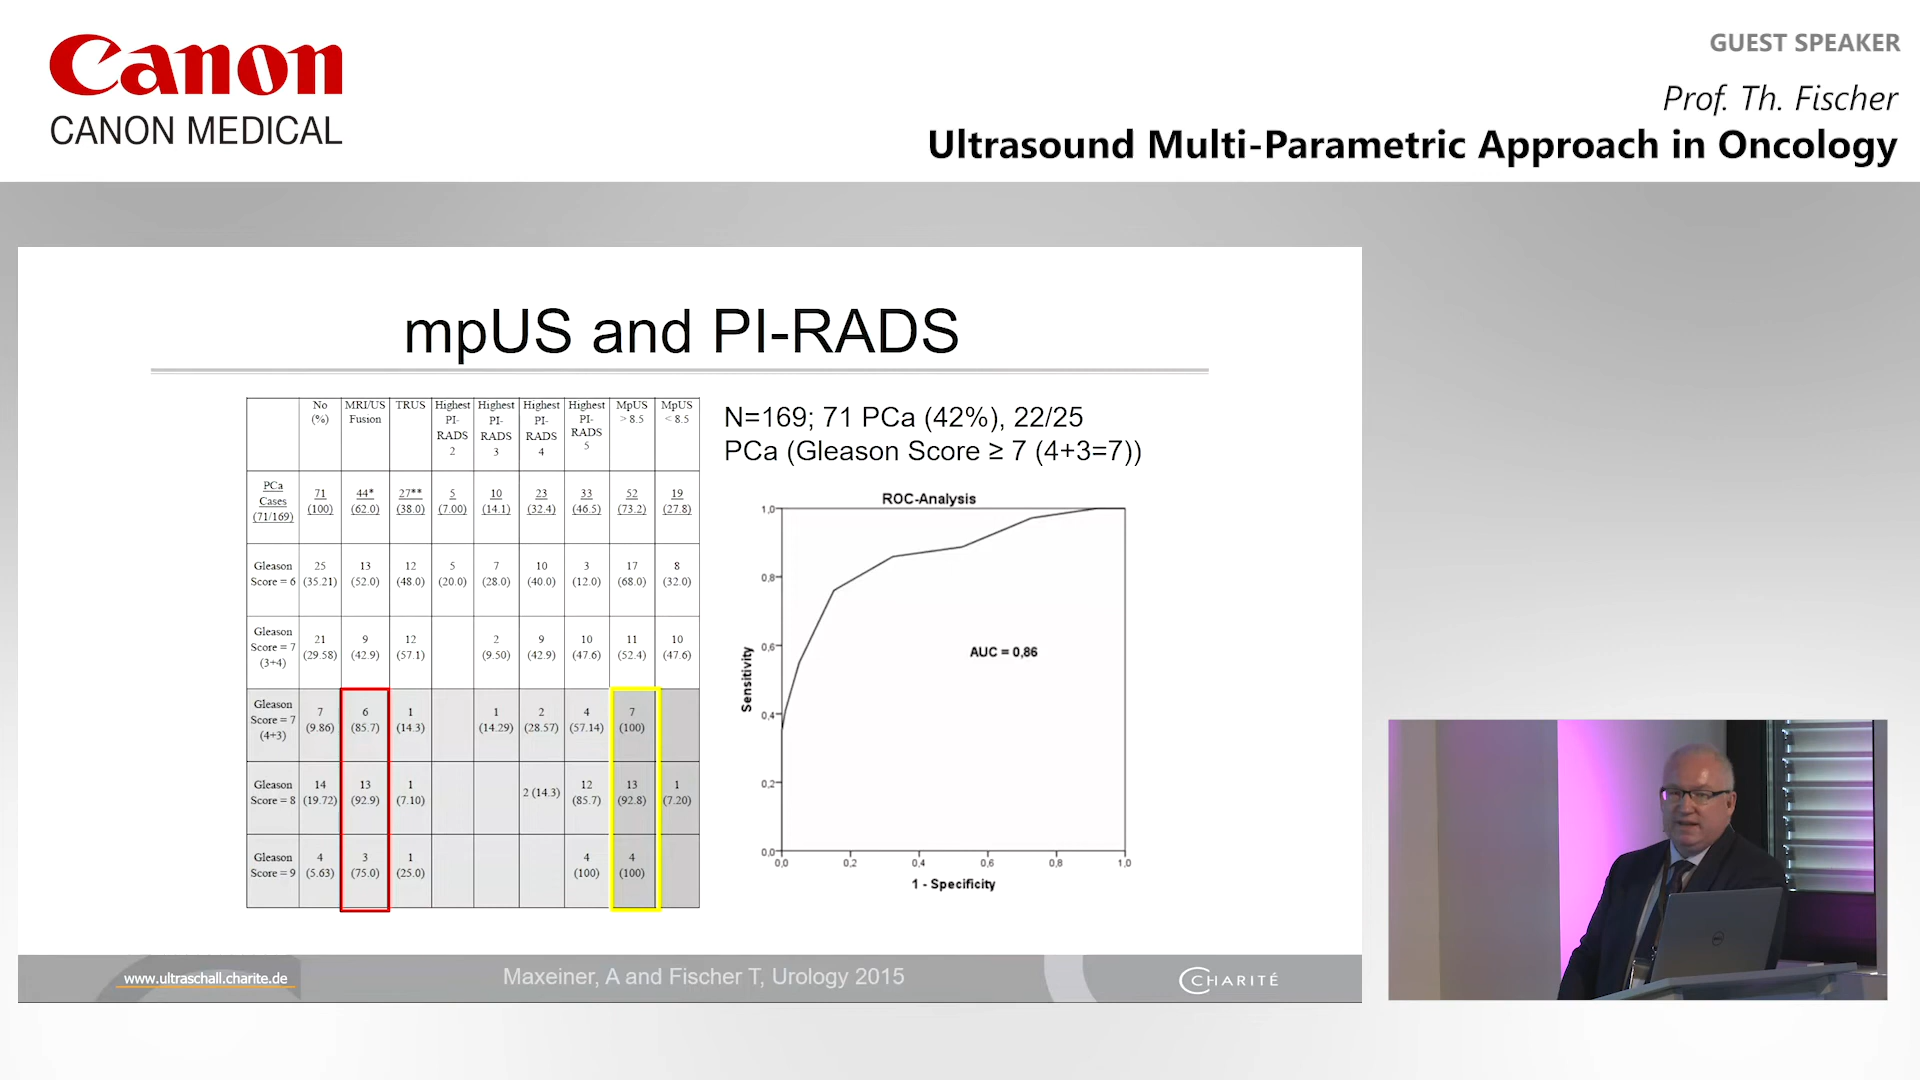 Canon
CANON MEDICAL
GUEST SPEAKER
Prof. Th. Fischer
Ultrasound Multi-Parametric Approach in Oncology
mpUS and PI-RADS
No (%) MRI/US Fusion TRUS Highest PI-RADS 2 Highest PI-RADS 3 Highest PI-RADS 4 Highest PI-RADS 5 MpUS > 8.5 MpUS < 8.5
PCa Cases (71/169) 71 (100) 44* (62.0) 27** (38.0) 5 (7.00) 10 (14.1) 23 (32.4) 33 (46.5) 52 (73.2) 19 (27.8)
Gleason Score = 6 25 (35.21) 13 (52.0) 12 (48.0) 5 (20.0) 7 (28.0) 10 (40.0) 3 (12.0) 17 (68.0) 8 (32.0)
Gleason Score = 7 (3+4) 21 (29.58) 9 (42.9) 12 (57.1) 2 (9.50) 9 (42.9) 10 (47.6) 11 (52.4) 10 (47.6)
Gleason Score = 7 (4+3) 7 (9.86) 6 (85.7) 1 (14.3) 1 (14.29) 2 (28.57) 4 (57.14) 7 (100)
Gleason Score = 8 14 (19.72) 13 (92.9) 1 (7.10) 2 (14.3) 12 (85.7) 13 (92.8) 1 (7.20)
Gleason Score = 9 4 (5.63) 3 (75.0) 1 (25.0) 4 (100) 4 (100)
N=169; 71 PCa (42%), 22/25
PCa (Gleason Score ≥ 7 (4+3=7))
ROC-Analysis
1,0
0,8
0,6
0,4
0,2
0,0
Sensitivity
AUC = 0,86
0,0 0,2 0,4 0,6 0,8 1,0
1 - Specificity
www.ultraschall.charite.de
Maxeiner, A and Fischer T, Urology 2015
CHARITÉ
DELL